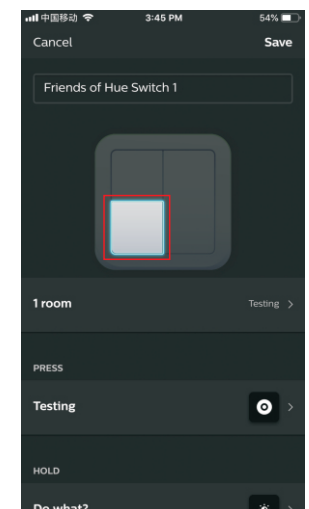 中国移动 3:45 PM 54%
Cancel Save
Friends of Hue Switch 1
1 room Testing >
PRESS
Testing >
HOLD
Do what? >